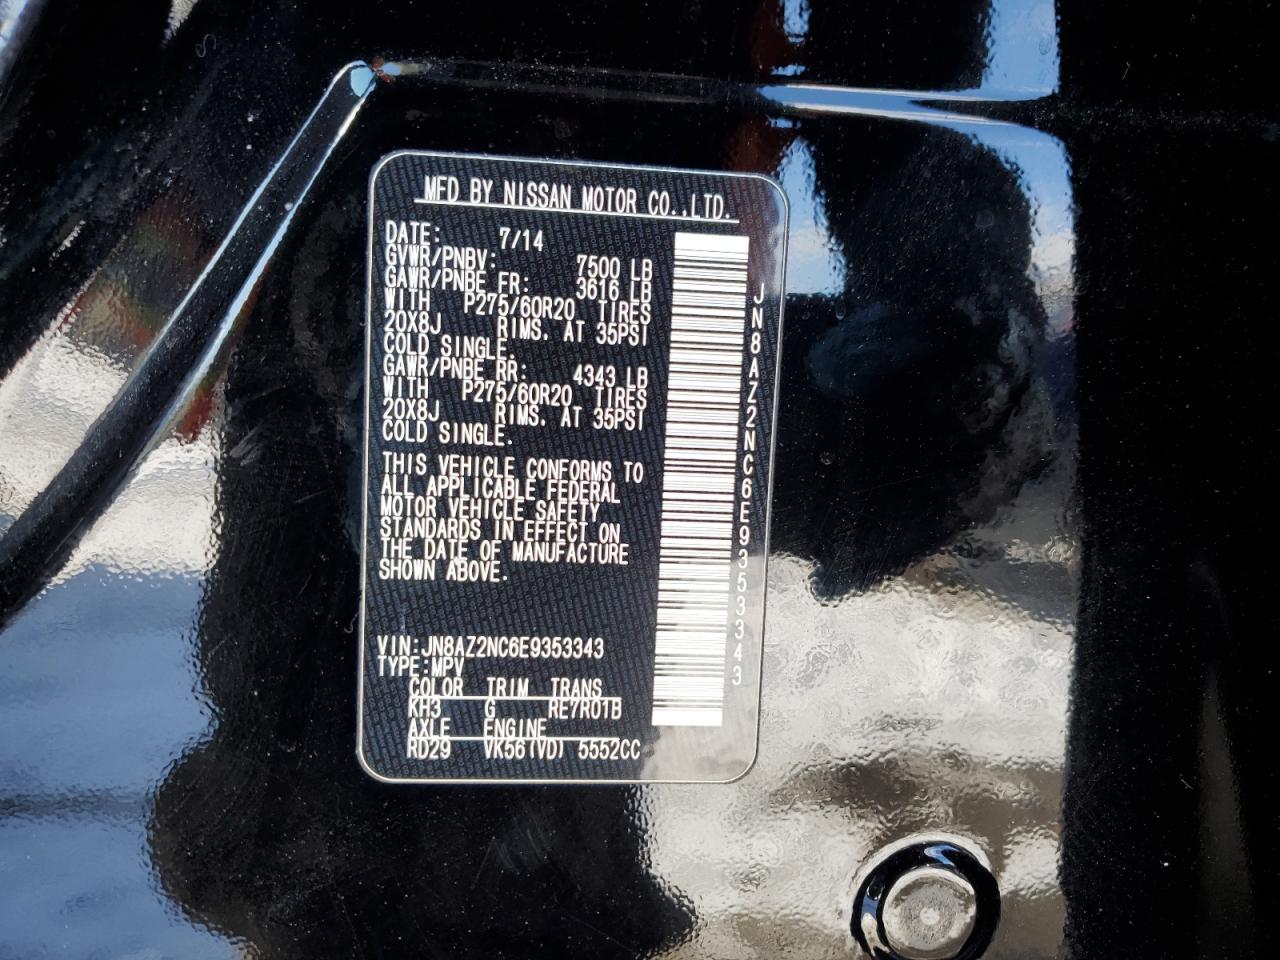 MFD BY NISSAN MOTOR CO.,LTD.
DATE: 7/14
GVWR/PNBV: 7500 LB
GAWR/PNBE FR: 3616 LB
WITH P275/60R20 TIRES
20X8J RIMS. AT 35PSI
COLD SINGLE.
GAWR/PNBE RR: 4343 LB
WITH P275/60R20 TIRES
20X8J RIMS. AT 35PSI
COLD SINGLE.
THIS VEHICLE CONFORMS TO
ALL APPLICABLE FEDERAL
MOTOR VEHICLE SAFETY
STANDARDS IN EFFECT ON
THE DATE OF MANUFACTURE
SHOWN ABOVE.
VIN:JN8AZ2NC6E9353343
TYPE:MPV
COLOR TRIM TRANS
KH3 G RE7R01B
AXLE ENGINE
RD29 VK56(VD) 5552CC
JN8AZ2NC6E9353343